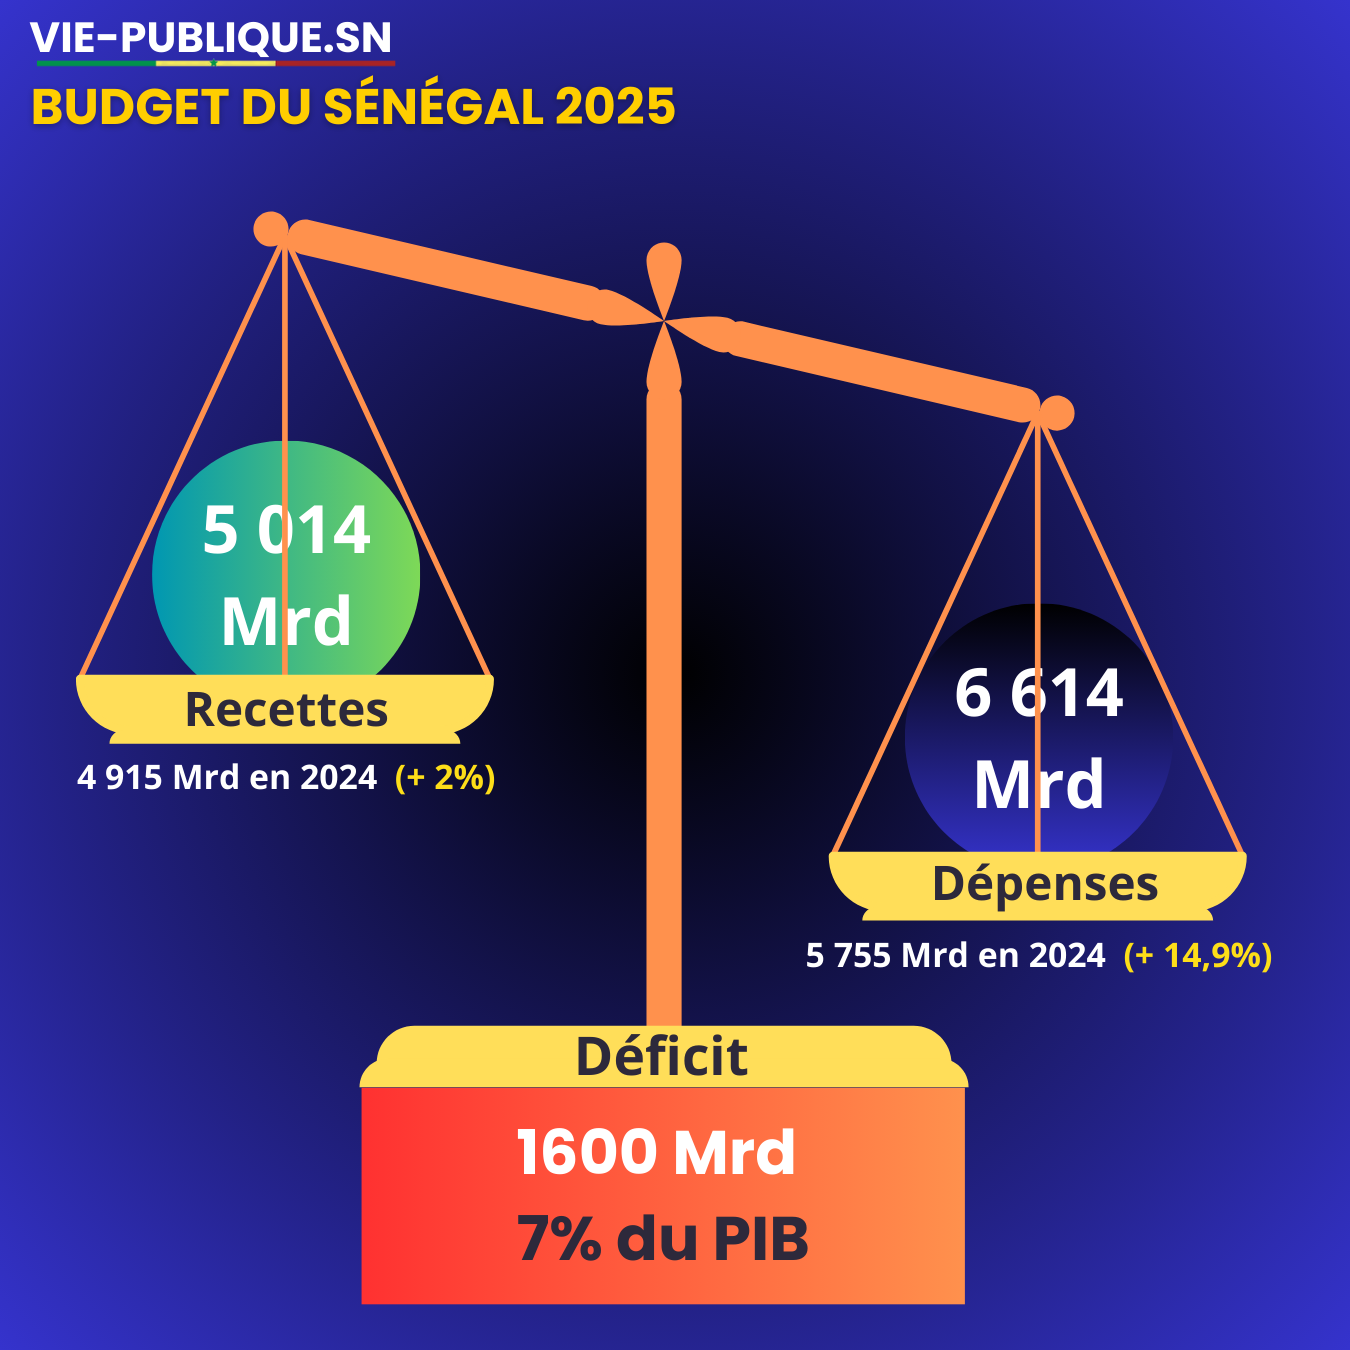 VIE-PUBLIQUE.SN
BUDGET DU SÉNÉGAL 2025
5 014
Mrd
Recettes
4 915 Mrd en 2024 (+ 2%)
6 614
Mrd
Dépenses
5 755 Mrd en 2024 (+ 14,9%)
Déficit
1600 Mrd
7% du PIB